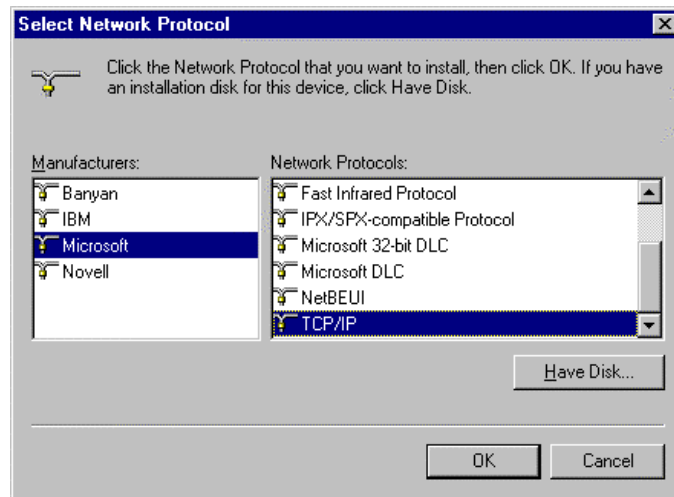 Select Network Protocol
Click the Network Protocol that you want to install, then click OK. If you have
an installation disk for this device, click Have Disk.
Manufacturers:
Banyan
IBM
Microsoft
Novell
Network Protocols:
Fast Infrared Protocol
IPX/SPX-compatible Protocol
Microsoft 32-bit DLC
Microsoft DLC
NetBEUI
TCP/IP
Have Disk...
OK
Cancel